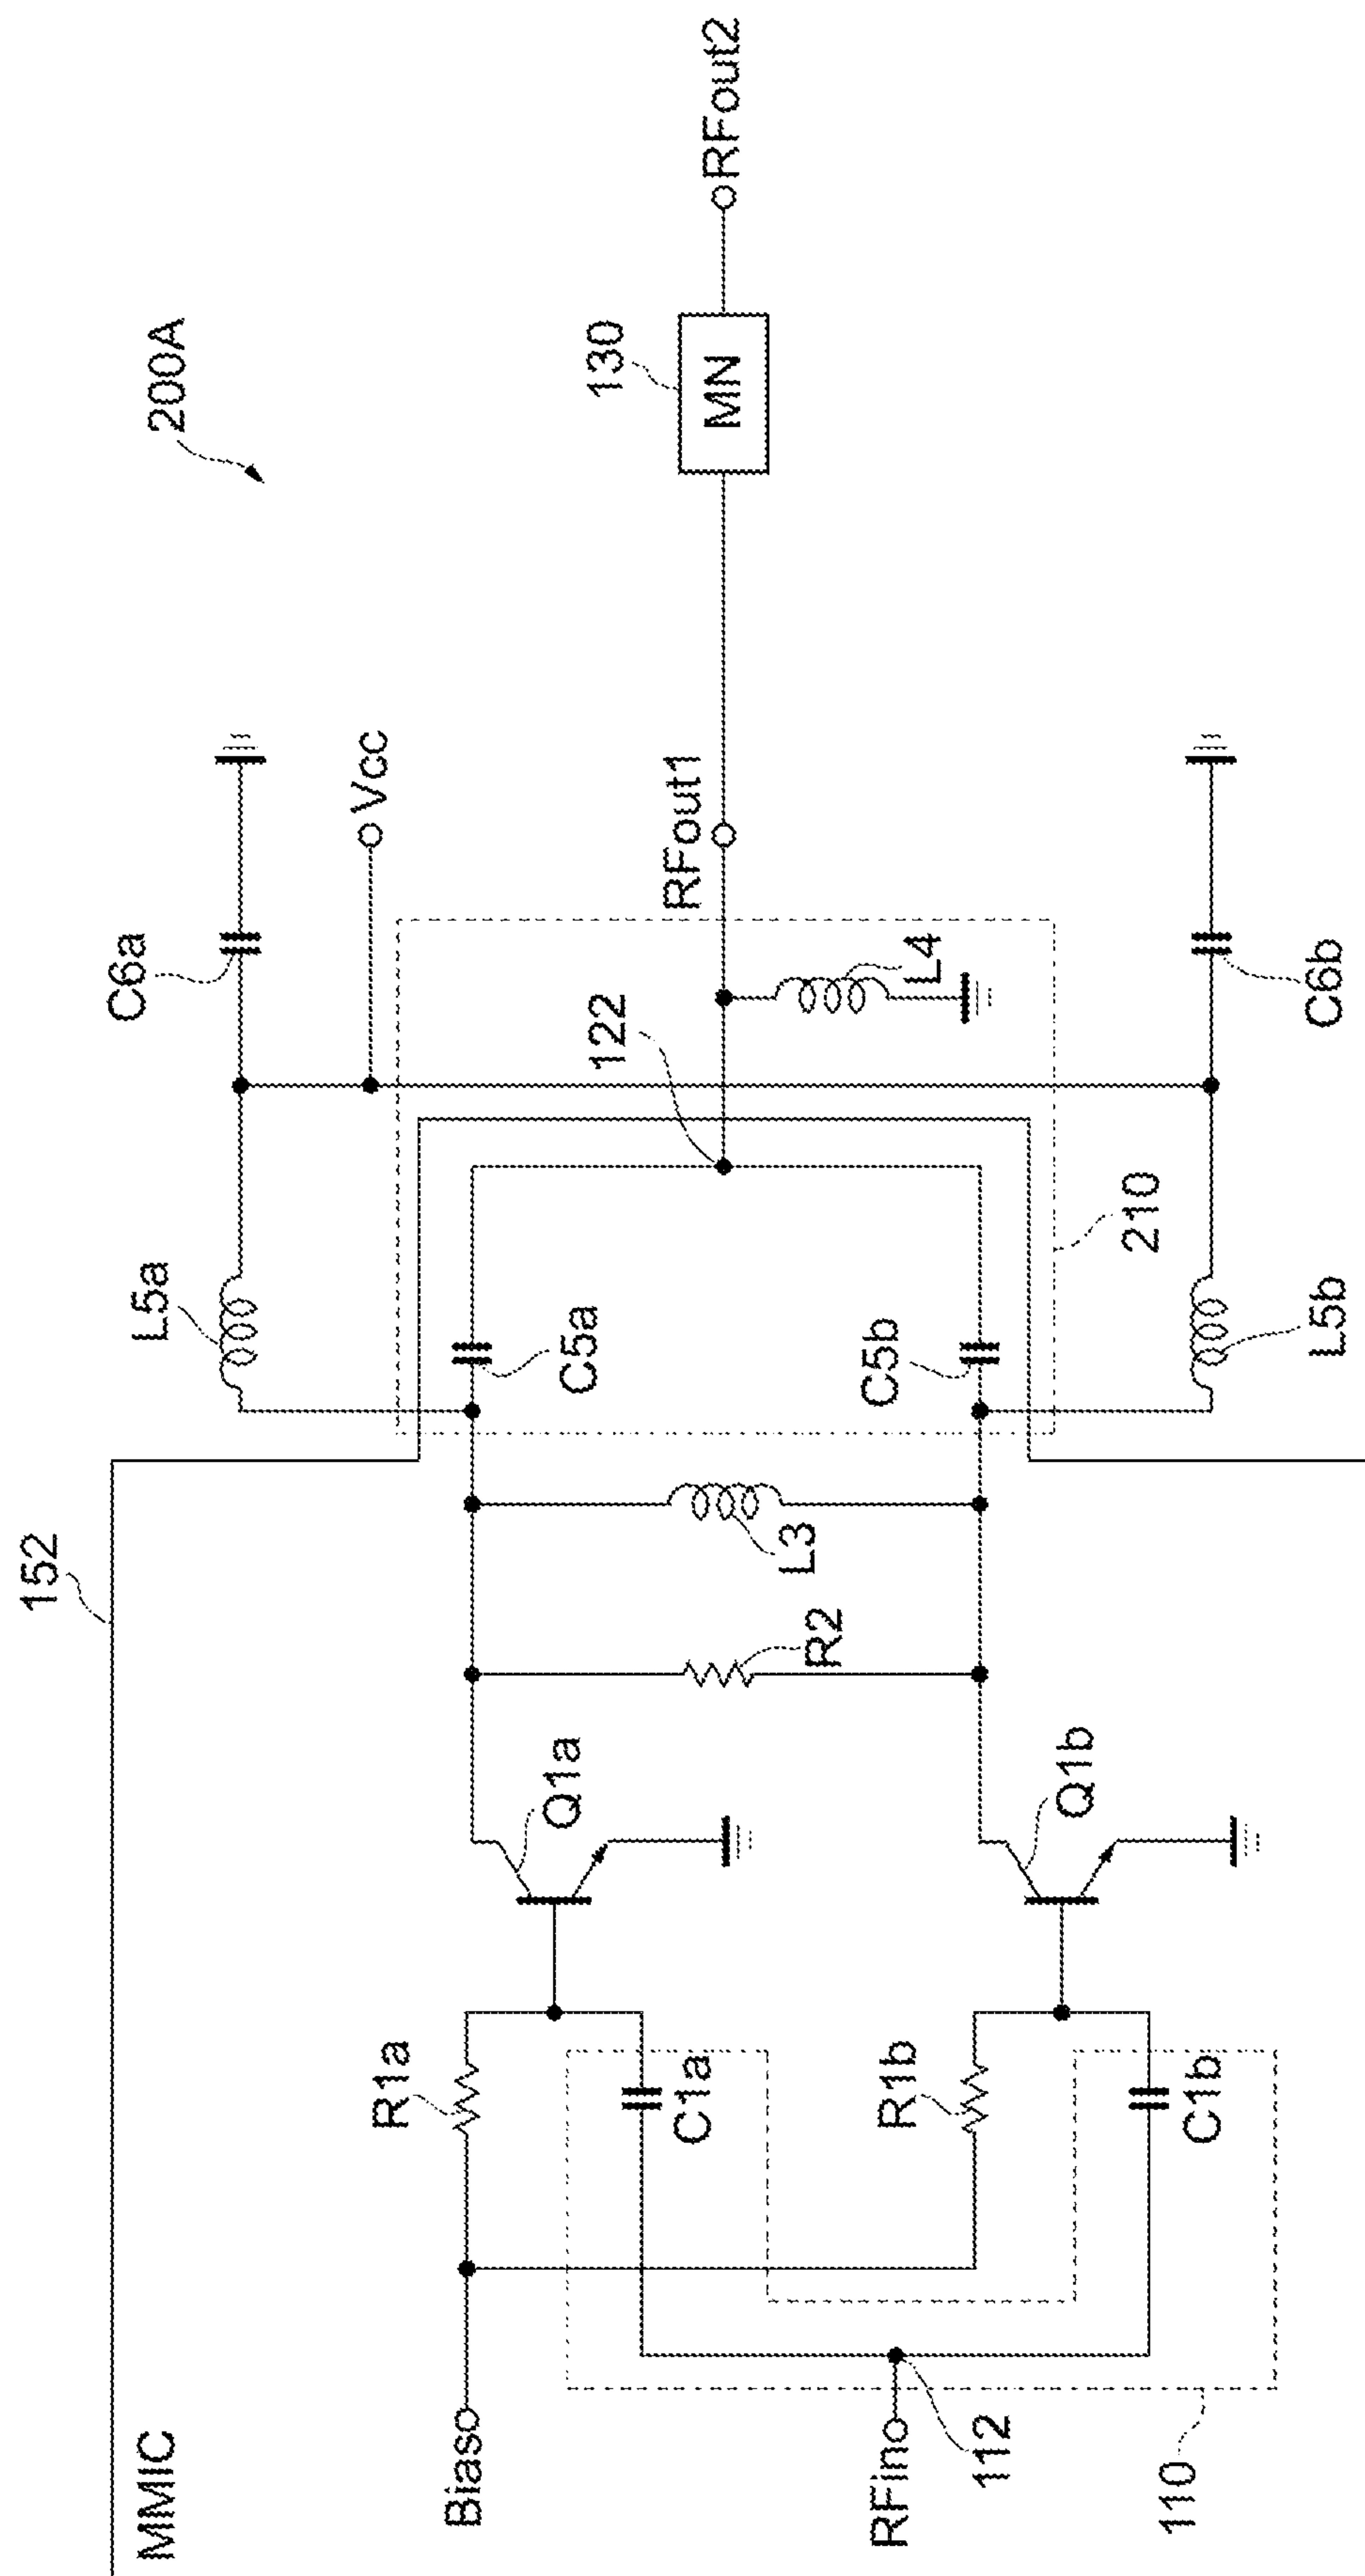 200A
152
MMIC
C6a
L5a
Vcc
RFout1
130
MN
RFout2
122
L4
C5a
C5b
210
L5b
C6b
L3
R2
Q1a
Q1b
R1a
C1a
R1b
C1b
Bias
RFin
112
110